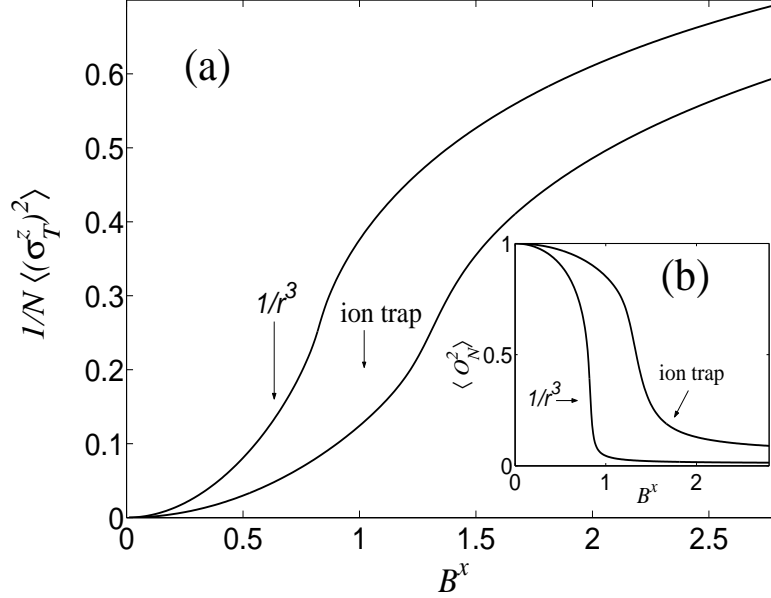 (a)
0.6
0.5
0.4
0.3
0.2
0.1
0
1/N ⟨(σ_T^z)^2⟩
1/r^3
ion trap
0
0.5
1
1.5
2
2.5
B^x
(b)
1
0.5
0
⟨O_N^2⟩
1/r^3
ion trap
0
1
2
B^x